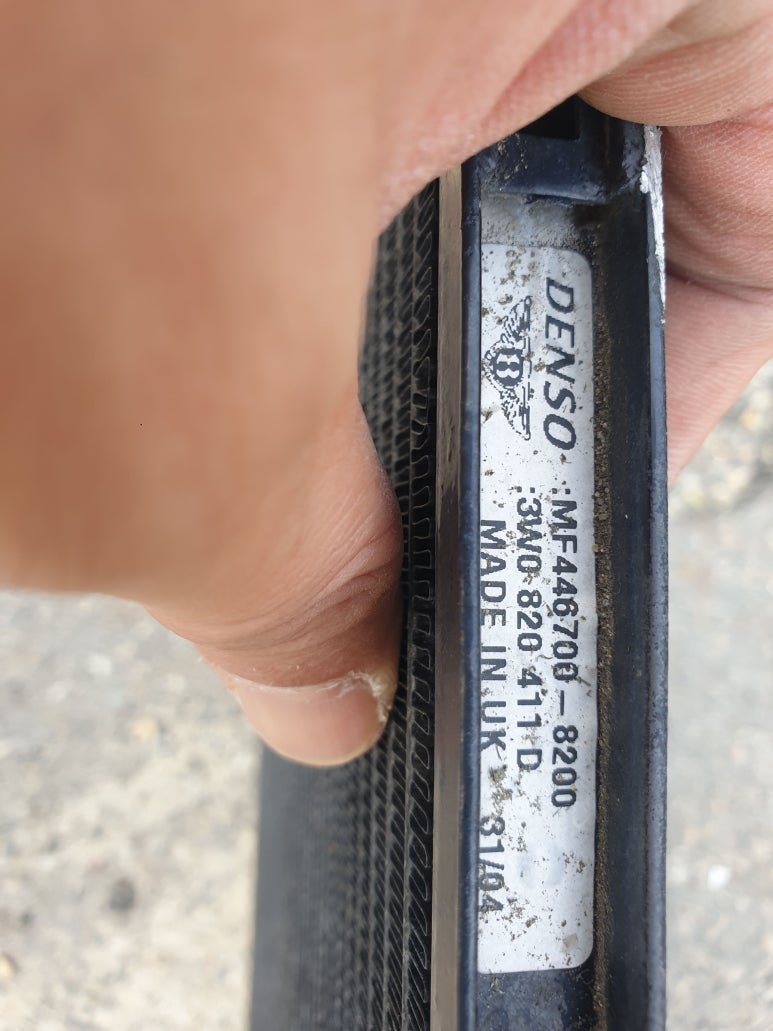 DENSO
B
:MF446700-8200
:3W0 820 411 D
MADE IN UK 31/04